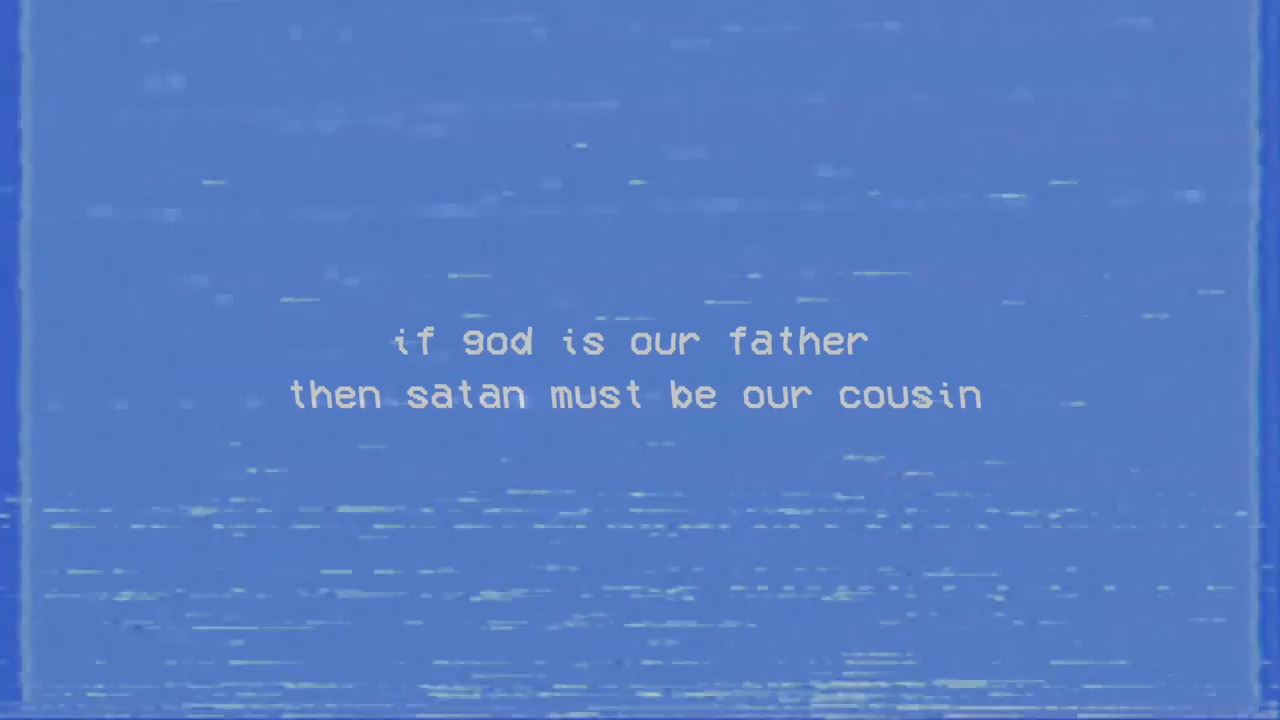 if god is our father
then satan must be our cousin